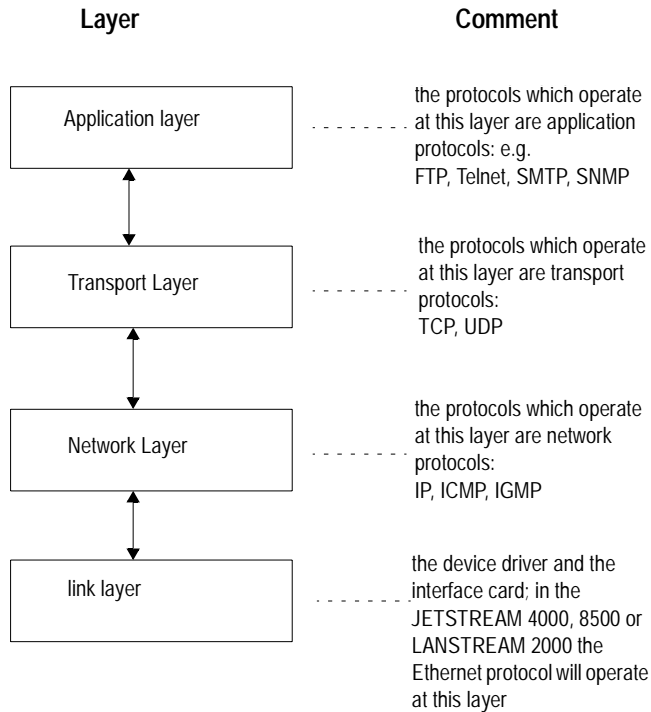 Layer
Comment
Application layer
the protocols which operate
at this layer are application
protocols: e.g.
FTP, Telnet, SMTP, SNMP
Transport Layer
the protocols which operate
at this layer are transport
protocols:
TCP, UDP
Network Layer
the protocols which operate
at this layer are network
protocols:
IP, ICMP, IGMP
link layer
the device driver and the
interface card; in the
JETSTREAM 4000, 8500 or
LANSTREAM 2000 the
Ethernet protocol will operate
at this layer